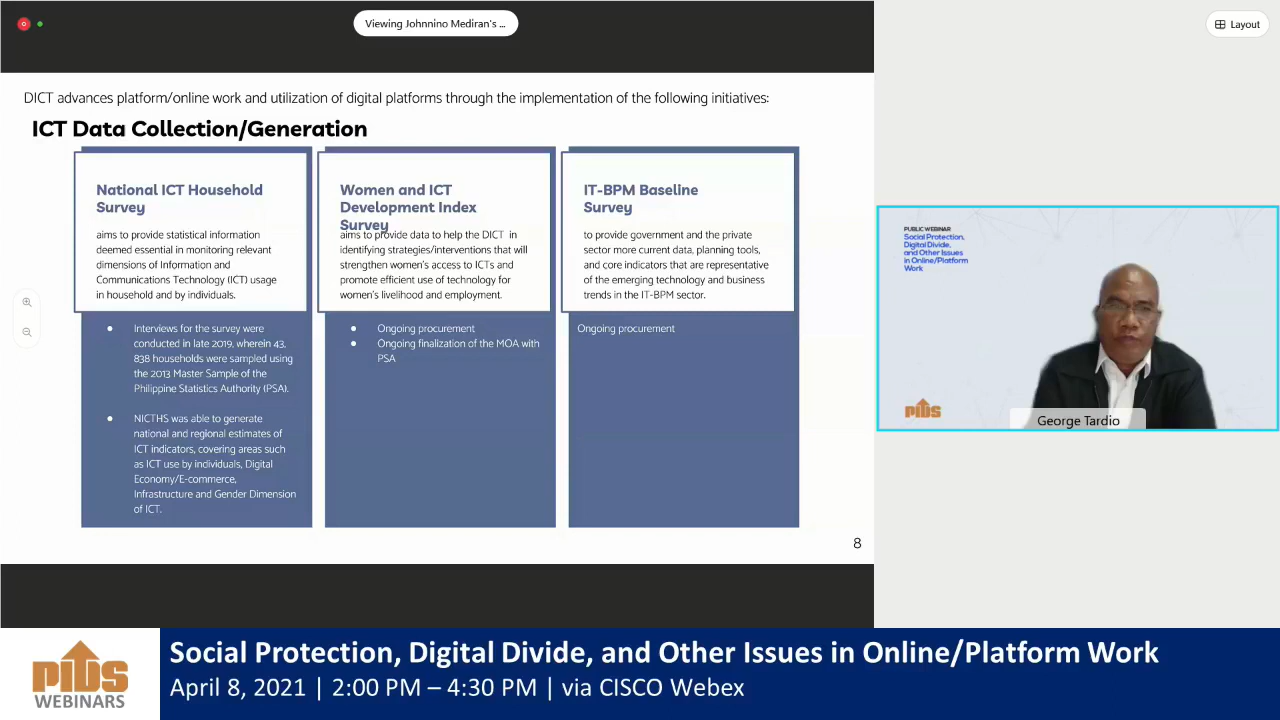 Viewing Johnnino Mediran's ...
Layout
DICT advances platform/online work and utilization of digital platforms through the implementation of the following initiatives:
ICT Data Collection/Generation
National ICT Household
Survey
aims to provide statistical information
deemed essential in monitoring relevant
dimensions of Information and
Communications Technology (ICT) usage
in household and by individuals.
● Interviews for the survey were
conducted in late 2019, wherein 43,
838 households were sampled using
the 2013 Master Sample of the
Philippine Statistics Authority (PSA).
● NICTHS was able to generate
national and regional estimates of
ICT indicators, covering areas such
as ICT use by individuals, Digital
Economy/E-commerce,
Infrastructure and Gender Dimension
of ICT.
Women and ICT
Development Index
Survey
aims to provide data to help the DICT in
identifying strategies/interventions that will
strengthen women's access to ICTs and
promote efficient use of technology for
women's livelihood and employment.
● Ongoing procurement
● Ongoing finalization of the MOA with
PSA
IT-BPM Baseline
Survey
to provide government and the private
sector more current data, planning tools,
and core indicators that are representative
of the emerging technology and business
trends in the IT-BPM sector.
Ongoing procurement
8
PUBLIC WEBINAR
Social Protection,
Digital Divide,
and Other Issues
in Online/Platform
Work
PIDS
George Tardio
PIDS
WEBINARS
Social Protection, Digital Divide, and Other Issues in Online/Platform Work
April 8, 2021 | 2:00 PM – 4:30 PM | via CISCO Webex